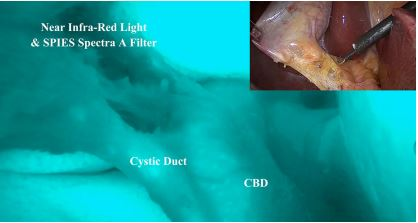 Near Infra-Red Light
& SPIES Spectra A Filter
Cystic Duct
CBD